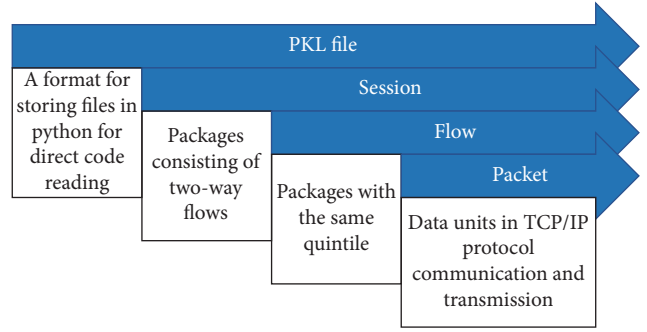 PKL file
A format for
storing files in
python for
direct code
reading
Session
Packages
consisting of
two-way
flows
Flow
Packages with
the same
quintile
Packet
Data units in TCP/IP
protocol
communication and
transmission